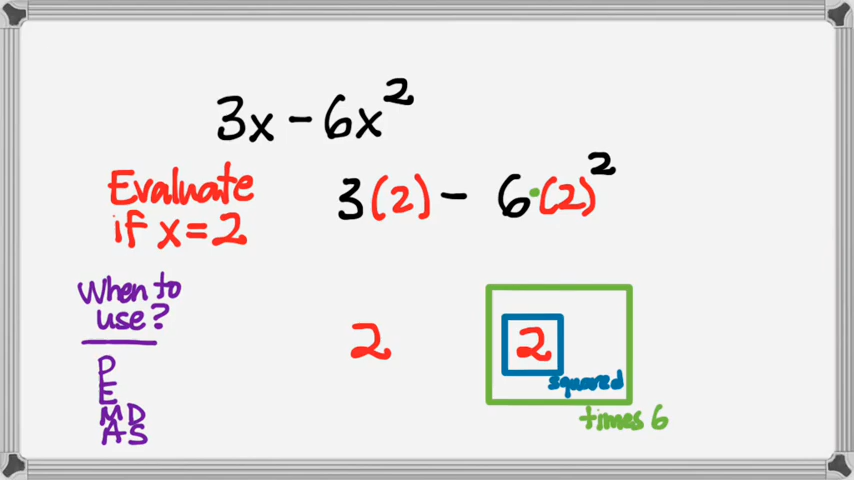 3x - 6x²
Evaluate
if x = 2
3(2) - 6·(2)²
When to
use?
P
E
MD
AS
2
2
squared
times 6